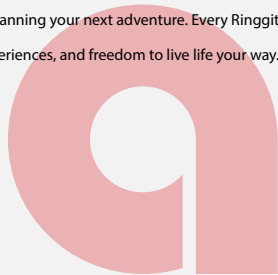 anning your next adventure. Every Ringgit
eriences, and freedom to live life your way.